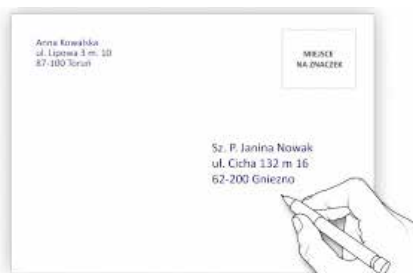 Anna Kowalska
ul. Lipowa 3 m. 10
87-100 Toruń
MIEJSCE
NA ZNACZEK
Sz. P. Janina Nowak
ul. Cicha 132 m 16
62-200 Gniezno